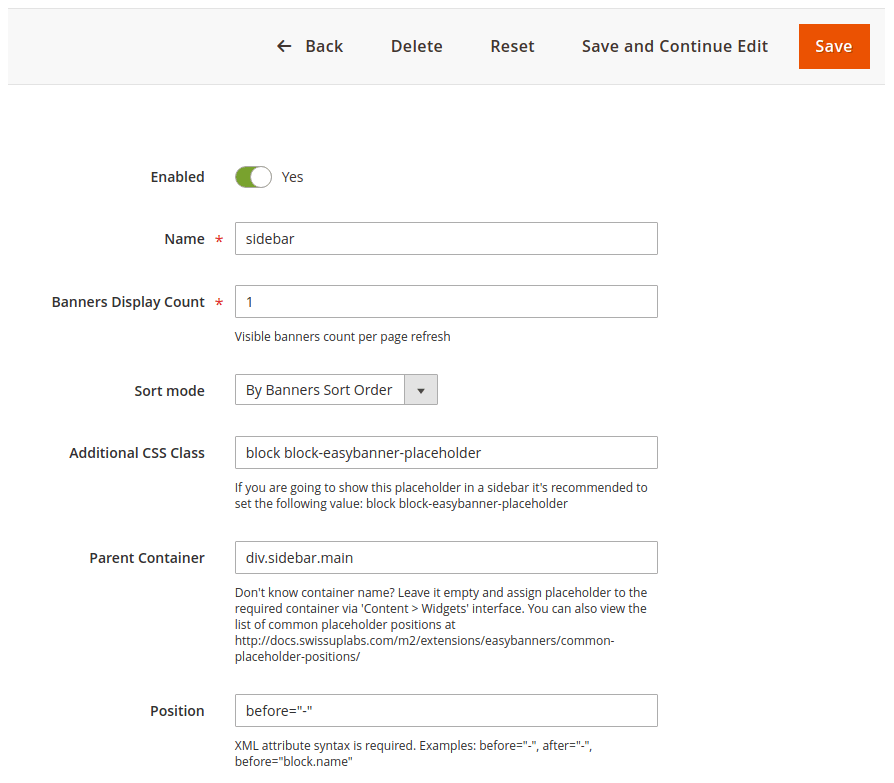 ← Back Delete Reset Save and Continue Edit Save
Enabled Yes
Name * sidebar
Banners Display Count * 1
Visible banners count per page refresh
Sort mode By Banners Sort Order
Additional CSS Class block block-easybanner-placeholder
If you are going to show this placeholder in a sidebar it's recommended to
set the following value: block block-easybanner-placeholder
Parent Container div.sidebar.main
Don't know container name? Leave it empty and assign placeholder to the
required container via 'Content > Widgets' interface. You can also view the
list of common placeholder positions at
http://docs.swissuplabs.com/m2/extensions/easybanners/common-
placeholder-positions/
Position before="-"
XML attribute syntax is required. Examples: before="-", after="-",
before="block.name"